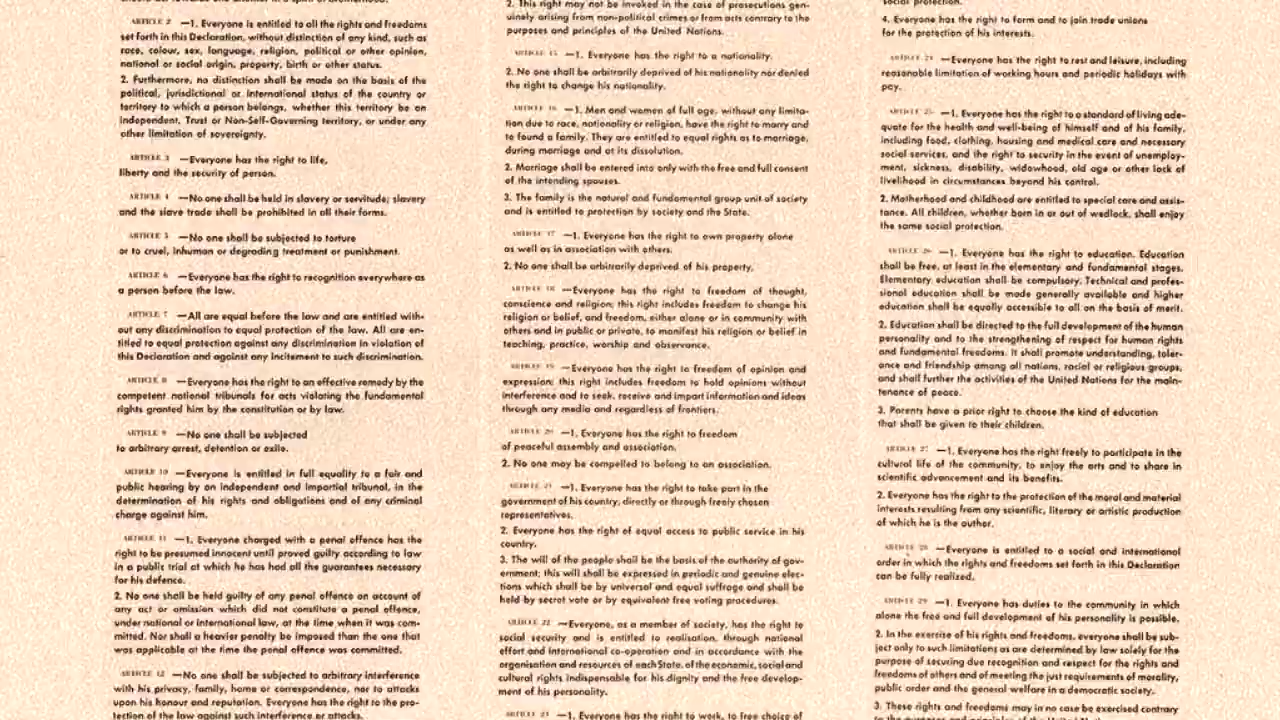 ARTICLE 2 —1. Everyone is entitled to all the rights and freedoms
set forth in this Declaration, without distinction of any kind, such as
race, colour, sex, language, religion, political or other opinion,
national or social origin, property, birth or other status.
2. Furthermore, no distinction shall be made on the basis of the
political, jurisdictional or international status of the country or
territory to which a person belongs, whether this territory be an
independent, Trust or Non-Self-Governing territory, or under any
other limitation of sovereignty.
ARTICLE 3 —Everyone has the right to life,
liberty and the security of person.
ARTICLE 4 —No one shall be held in slavery or servitude; slavery
and the slave trade shall be prohibited in all their forms.
ARTICLE 5 —No one shall be subjected to torture
or to cruel, inhuman or degrading treatment or punishment.
ARTICLE 6 —Everyone has the right to recognition everywhere as
a person before the law.
ARTICLE 7 —All are equal before the law and are entitled with-
out any discrimination to equal protection of the law. All are en-
titled to equal protection against any discrimination in violation of
this Declaration and against any incitement to such discrimination.
ARTICLE 8 —Everyone has the right to an effective remedy by the
competent national tribunals for acts violating the fundamental
rights granted him by the constitution or by law.
ARTICLE 9 —No one shall be subjected
to arbitrary arrest, detention or exile.
ARTICLE 10 —Everyone is entitled in full equality to a fair and
public hearing by an independent and impartial tribunal, in the
determination of his rights and obligations and of any criminal
charge against him.
ARTICLE 11 —1. Everyone charged with a penal offence has the
right to be presumed innocent until proved guilty according to law
in a public trial at which he has had all the guarantees necessary
for his defence.
2. No one shall be held guilty of any penal offence on account of
any act or omission which did not constitute a penal offence,
under national or international law, at the time when it was com-
mitted. Nor shall a heavier penalty be imposed than the one that
was applicable at the time the penal offence was committed.
ARTICLE 12 —No one shall be subjected to arbitrary interference
with his privacy, family, home or correspondence, nor to attacks
upon his honour and reputation. Everyone has the right to the pro-
tection of the law against such interference or attacks.
2. This right may not be invoked in the case of prosecutions gen-
uinely arising from non-political crimes or from acts contrary to the
purposes and principles of the United Nations.
ARTICLE 15 —1. Everyone has the right to a nationality.
2. No one shall be arbitrarily deprived of his nationality nor denied
the right to change his nationality.
ARTICLE 16 —1. Men and women of full age, without any limita-
tion due to race, nationality or religion, have the right to marry and
to found a family. They are entitled to equal rights as to marriage,
during marriage and at its dissolution.
2. Marriage shall be entered into only with the free and full consent
of the intending spouses.
3. The family is the natural and fundamental group unit of society
and is entitled to protection by society and the State.
ARTICLE 17 —1. Everyone has the right to own property alone
as well as in association with others.
2. No one shall be arbitrarily deprived of his property.
ARTICLE 18 —Everyone has the right to freedom of thought,
conscience and religion; this right includes freedom to change his
religion or belief, and freedom, either alone or in community with
others and in public or private, to manifest his religion or belief in
teaching, practice, worship and observance.
ARTICLE 19 —Everyone has the right to freedom of opinion and
expression; this right includes freedom to hold opinions without
interference and to seek, receive and impart information and ideas
through any media and regardless of frontiers.
ARTICLE 20 —1. Everyone has the right to freedom
of peaceful assembly and association.
2. No one may be compelled to belong to an association.
ARTICLE 21 —1. Everyone has the right to take part in the
government of his country, directly or through freely chosen
representatives.
2. Everyone has the right of equal access to public service in his
country.
3. The will of the people shall be the basis of the authority of gov-
ernment; this will shall be expressed in periodic and genuine elec-
tions which shall be by universal and equal suffrage and shall be
held by secret vote or by equivalent free voting procedures.
ARTICLE 22 —Everyone, as a member of society, has the right to
social security and is entitled to realisation, through national
effort and international co-operation and in accordance with the
organisation and resources of each State, of the economic, social and
cultural rights indispensable for his dignity and the free develop-
ment of his personality.
ARTICLE 23 —1. Everyone has the right to work, to free choice of
social protection.
4. Everyone has the right to form and to join trade unions
for the protection of his interests.
ARTICLE 24 —Everyone has the right to rest and leisure, including
reasonable limitation of working hours and periodic holidays with
pay.
ARTICLE 25 —1. Everyone has the right to a standard of living ade-
quate for the health and well-being of himself and of his family,
including food, clothing, housing and medical care and necessary
social services, and the right to security in the event of unemploy-
ment, sickness, disability, widowhood, old age or other lack of
livelihood in circumstances beyond his control.
2. Motherhood and childhood are entitled to special care and assis-
tance. All children, whether born in or out of wedlock, shall enjoy
the same social protection.
ARTICLE 26 —1. Everyone has the right to education. Education
shall be free, at least in the elementary and fundamental stages.
Elementary education shall be compulsory. Technical and profes-
sional education shall be made generally available and higher
education shall be equally accessible to all on the basis of merit.
2. Education shall be directed to the full development of the human
personality and to the strengthening of respect for human rights
and fundamental freedoms. It shall promote understanding, toler-
ance and friendship among all nations, racial or religious groups,
and shall further the activities of the United Nations for the main-
tenance of peace.
3. Parents have a prior right to choose the kind of education
that shall be given to their children.
ARTICLE 27 —1. Everyone has the right freely to participate in the
cultural life of the community, to enjoy the arts and to share in
scientific advancement and its benefits.
2. Everyone has the right to the protection of the moral and material
interests resulting from any scientific, literary or artistic production
of which he is the author.
ARTICLE 28 —Everyone is entitled to a social and international
order in which the rights and freedoms set forth in this Declaration
can be fully realized.
ARTICLE 29 —1. Everyone has duties to the community in which
alone the free and full development of his personality is possible.
2. In the exercise of his rights and freedoms, everyone shall be sub-
ject only to such limitations as are determined by law solely for the
purpose of securing due recognition and respect for the rights and
freedoms of others and of meeting the just requirements of morality,
public order and the general welfare in a democratic society.
3. These rights and freedoms may in no case be exercised contrary